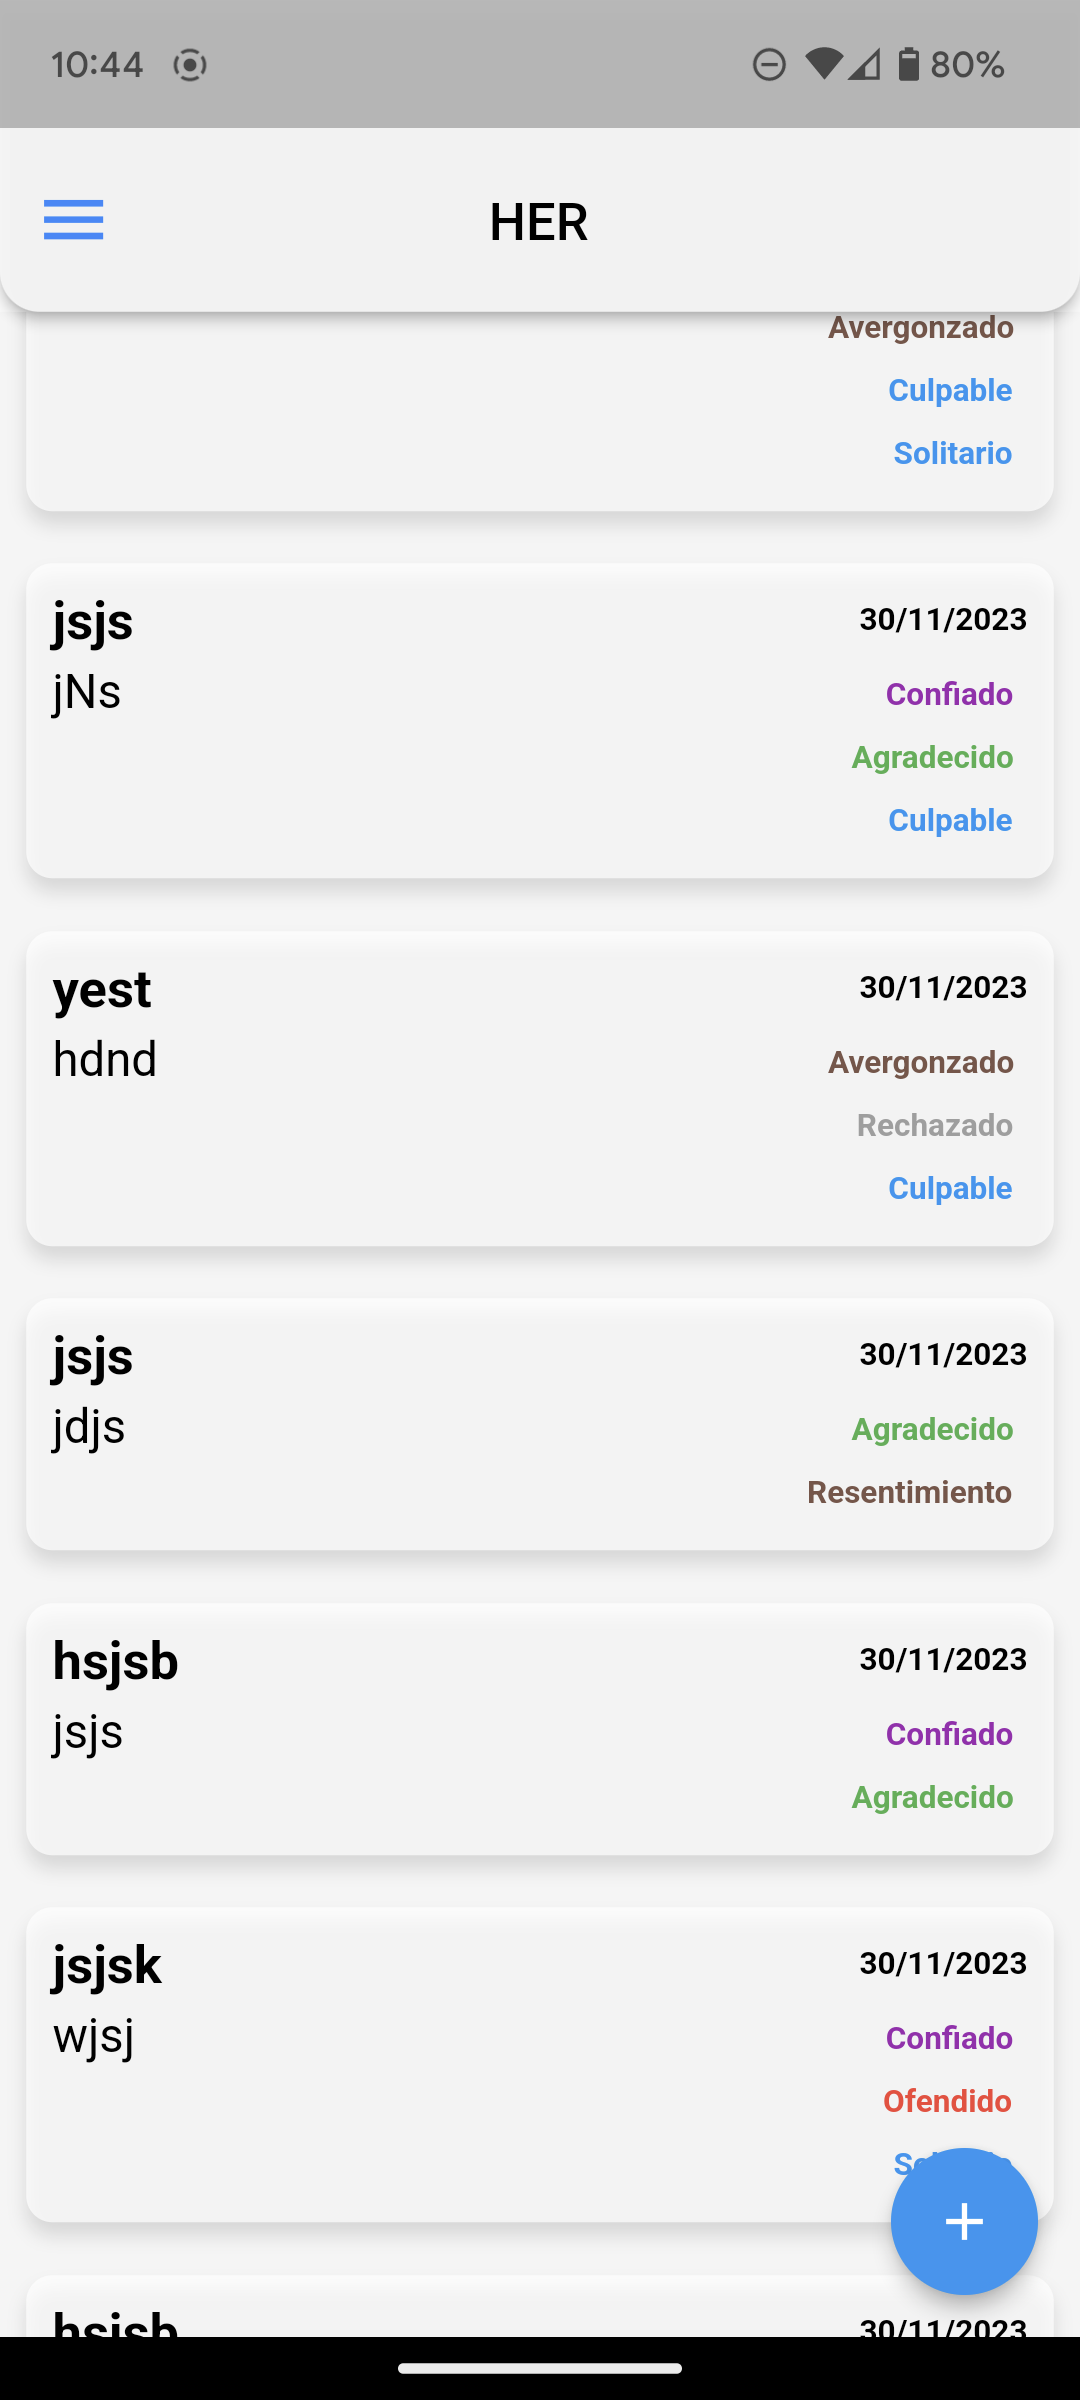 10:44 80%
HER
Avergonzado
Culpable
Solitario
jsjs 30/11/2023
jNs
Confiado
Agradecido
Culpable
yest 30/11/2023
hdnd
Avergonzado
Rechazado
Culpable
jsjs 30/11/2023
jdjs
Agradecido
Resentimiento
hsjsb 30/11/2023
jsjs
Confiado
Agradecido
jsjsk 30/11/2023
wjsj
Confiado
Ofendido
hsjsb 30/11/2023